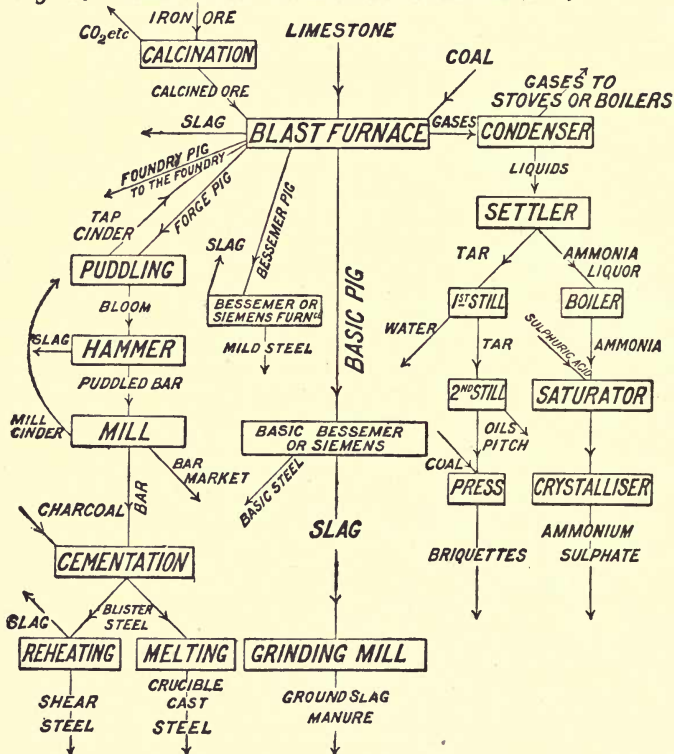 IRON ORE
CO2 etc
CALCINATION
LIMESTONE
COAL
CALCINED ORE
GASES TO
STOVES OR BOILERS
SLAG
BLAST FURNACE
GASES
CONDENSER
FOUNDRY PIG
TO THE FOUNDRY
LIQUIDS
TAP
CINDER
FORGE PIG
BESSEMER PIG
SETTLER
SLAG
TAR
AMMONIA
LIQUOR
PUDDLING
BASIC PIG
BLOOM
BESSEMER OR
SIEMENS FURNCE
1ST STILL
BOILER
WATER
SLAG
HAMMER
MILD STEEL
TAR
SULPHURIC ACID
AMMONIA
PUDDLED BAR
2ND STILL
SATURATOR
MILL
CINDER
MILL
BASIC BESSEMER
OR SIEMENS
OILS
PITCH
BAR
MARKET
COAL
BASIC STEEL
PRESS
CRYSTALLISER
CHARCOAL
BAR
SLAG
BRIQUETTES
AMMONIUM
SULPHATE
CEMENTATION
SLAG
BLISTER
STEEL
REHEATING
MELTING
GRINDING MILL
SHEAR
STEEL
CRUCIBLE
CAST
STEEL
GROUND SLAG
MANURE